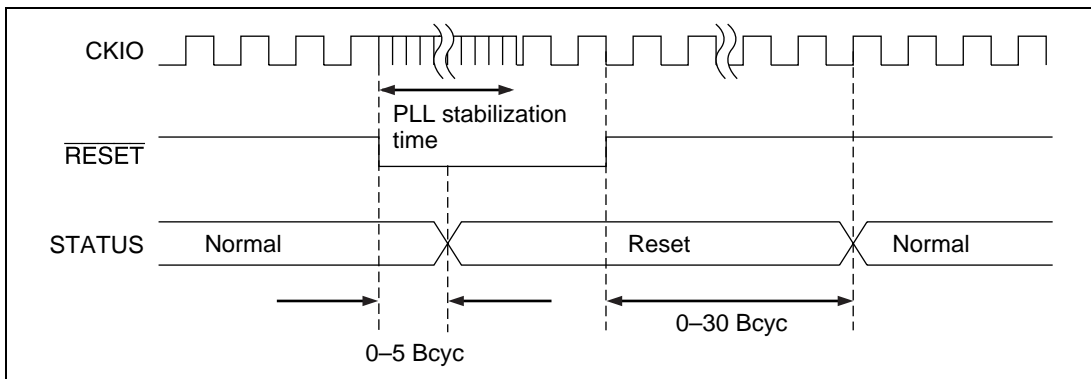 CKIO
PLL stabilization
time
RESET
STATUS
Normal
Reset
Normal
0–5 Bcyc
0–30 Bcyc